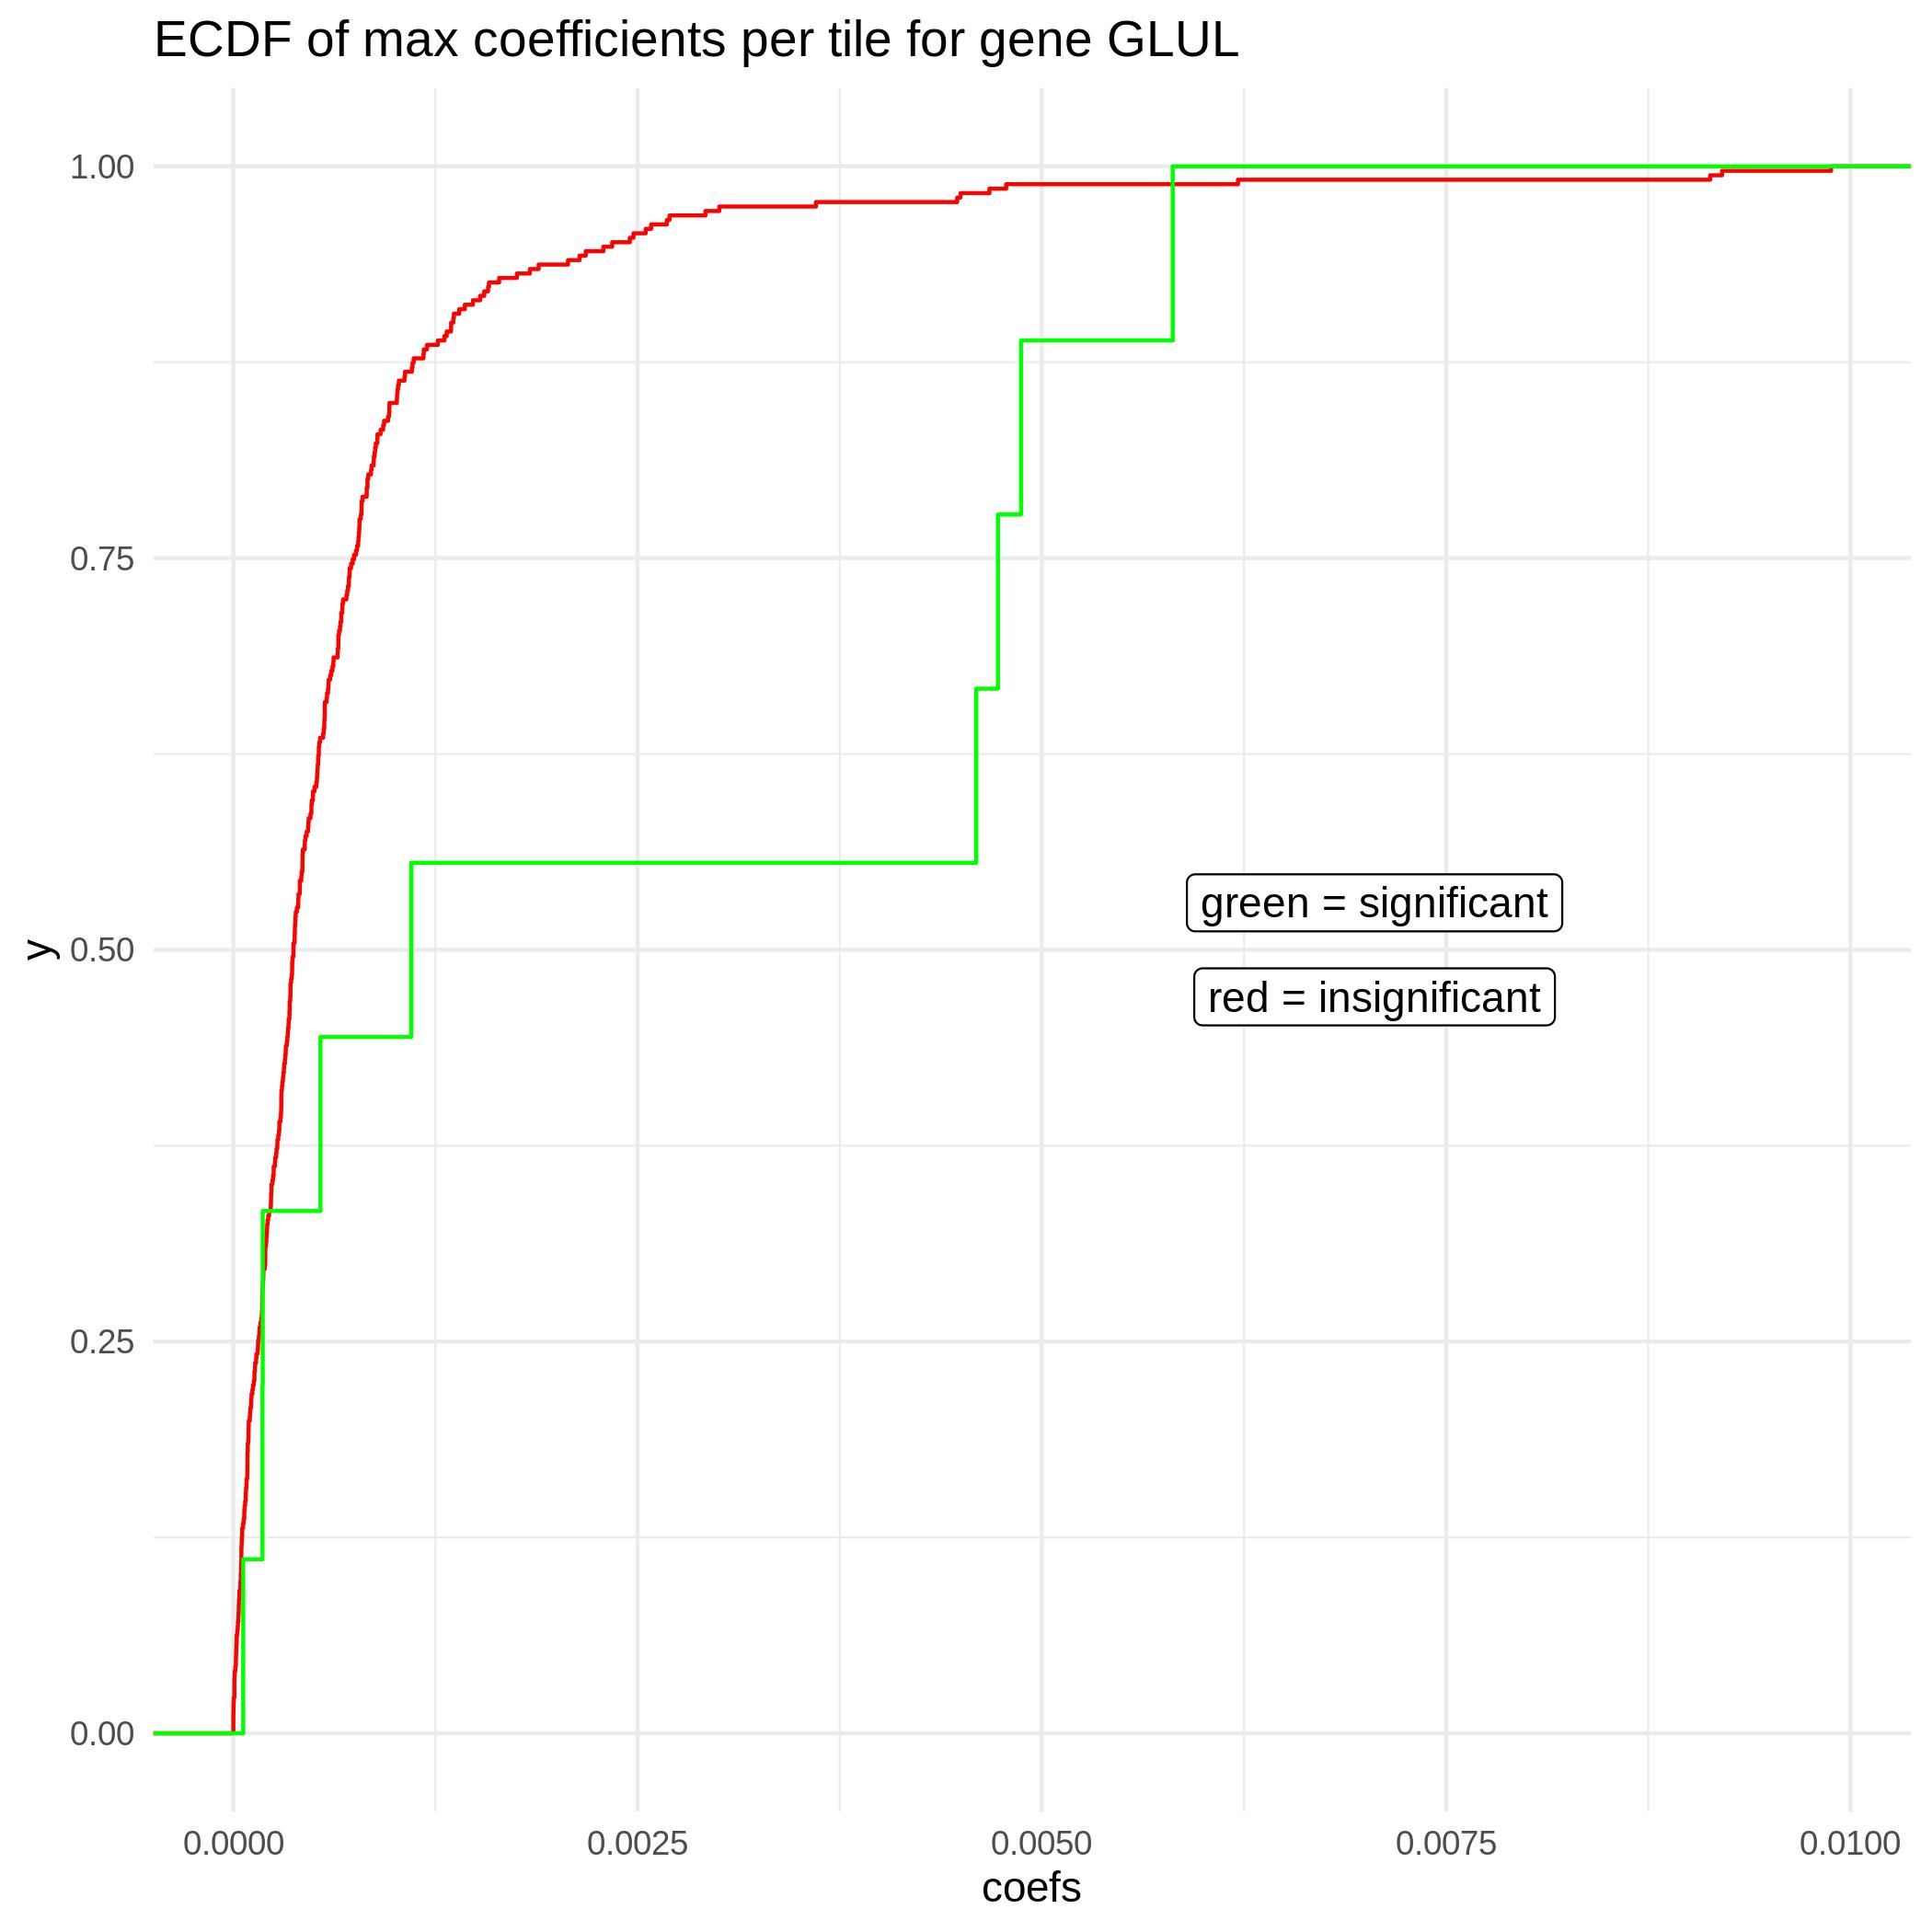 ECDF of max coefficients per tile for gene GLUL
1.00
0.75
0.50
0.25
0.00
y
green = significant
red = insignificant
0.0000 0.0025 0.0050 0.0075 0.0100
coefs